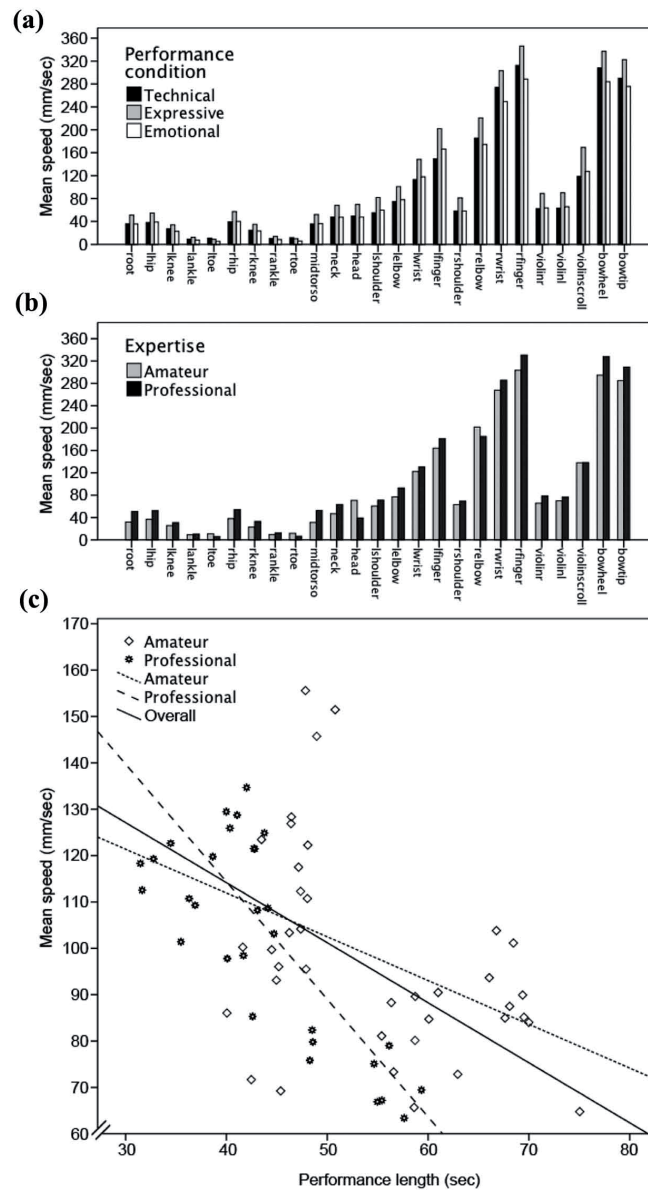 (a)
360
320
280
240
200
160
120
80
40
0
Mean speed (mm/sec)
Performance
condition
Technical
Expressive
Emotional
root
lhip
lknee
lankle
ltoe
rhip
rknee
rankle
rtoe
midtorso
neck
head
lshoulder
lelbow
lwrist
lfinger
rshoulder
relbow
rwrist
rfinger
violinr
violinl
violinscroll
bowheel
bowtip
(b)
360
320
280
240
200
160
120
80
40
0
Mean speed (mm/sec)
Expertise
Amateur
Professional
root
lhip
lknee
lankle
ltoe
rhip
rknee
rankle
rtoe
midtorso
neck
head
lshoulder
lelbow
lwrist
lfinger
rshoulder
relbow
rwrist
rfinger
violinr
violinl
violinscroll
bowheel
bowtip
(c)
170
160
150
140
130
120
110
100
90
80
70
60
Mean speed (mm/sec)
Amateur
Professional
Amateur
Professional
Overall
30 40 50 60 70 80
Performance length (sec)